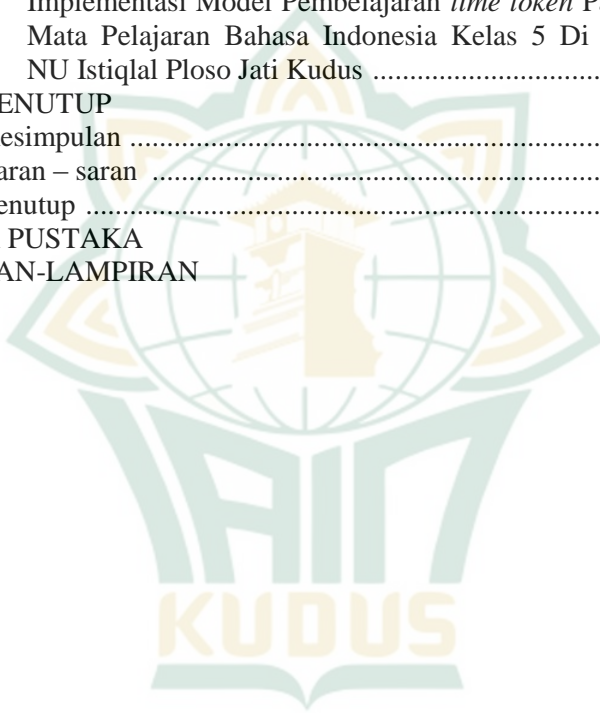 Implementasi Model Pembelajaran time token
Mata Pelajaran Bahasa Indonesia Kelas 5 Di
NU Istiqlal Ploso Jati Kudus ........................
ENUTUP
esimpulan ................................................................
aran – saran ............................................................
enutup .....................................................................
PUSTAKA
AN-LAMPIRAN
IAIN
KUDUS